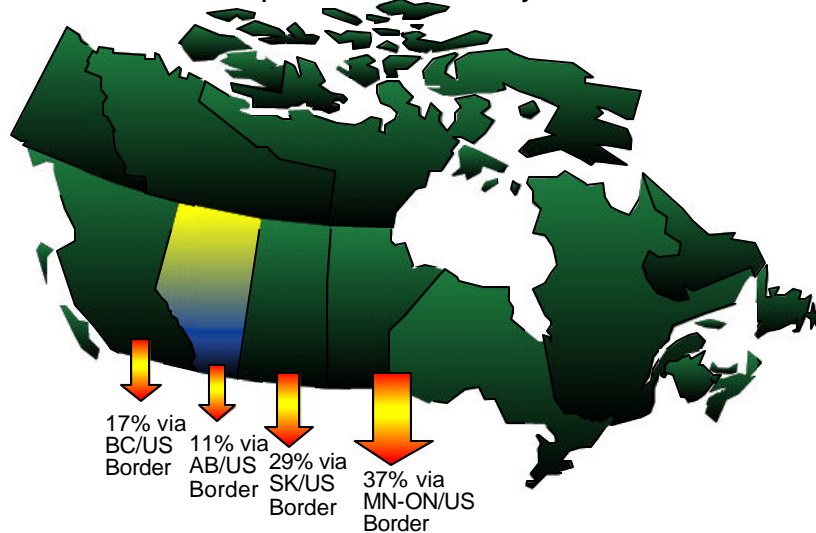 17% via
BC/US
Border
11% via
AB/US
Border
29% via
SK/US
Border
37% via
MN-ON/US
Border